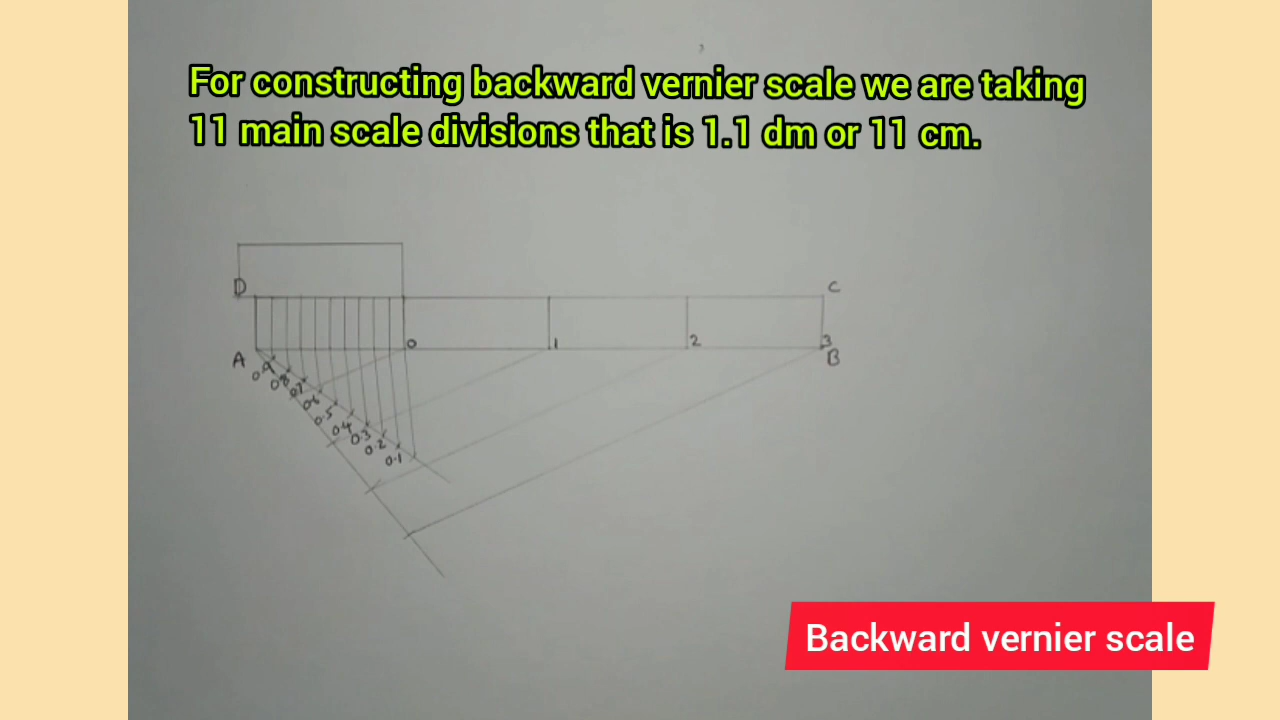 For constructing backward vernier scale we are taking
11 main scale divisions that is 1.1 dm or 11 cm.
D
C
0
1
2
3
A
B
0.9
0.8
0.7
0.6
0.5
0.4
0.3
0.2
0.1
Backward vernier scale